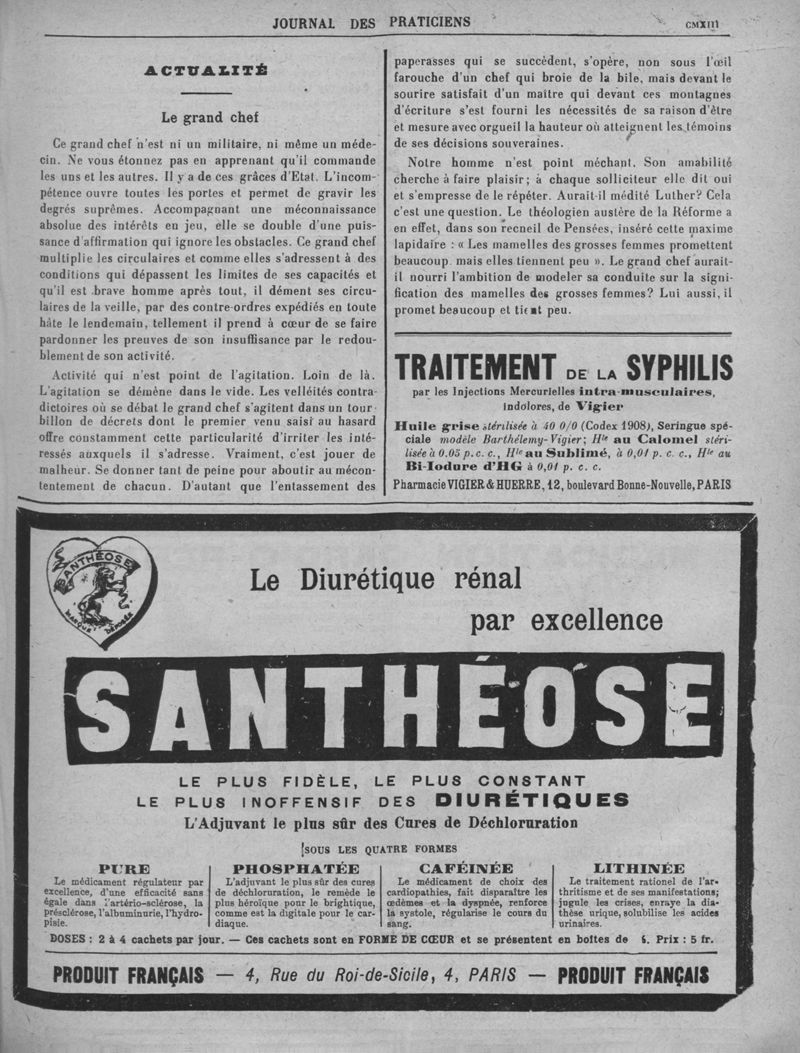 JOURNAL DES PRATICIENS
CMXIII
ACTUALITÉ
Le grand chef
Ce grand chef n'est ni un militaire, ni même un méde-
cin. Ne vous étonnez pas en apprenant qu'il commande
les uns et les autres. Il y a de ces grâces d'Etat. L'incom-
pétence ouvre toutes les portes et permet de gravir les
degrés suprêmes. Accompagnant une méconnaissance
absolue des intérêts en jeu, elle se double d'une puis-
sance d'affirmation qui ignore les obstacles. Ce grand chef
multiplie les circulaires et comme elles s'adressent à des
conditions qui dépassent les limites de ses capacités et
qu'il est brave homme après tout, il dément ses circu-
laires de la veille, par des contre-ordres expédiés en toute
hâte le lendemain, tellement il prend à cœur de se faire
pardonner les preuves de son insuffisance par le redou-
blement de son activité.
Activité qui n'est point de l'agitation. Loin de là.
L'agitation se démène dans le vide. Les velléités contra-
dictoires où se débat le grand chef s'agitent dans un tour-
billon de décrets dont le premier venu saisi au hasard
offre constamment cette particularité d'irriter les inté-
ressés auxquels il s'adresse. Vraiment, c'est jouer de
malheur. Se donner tant de peine pour aboutir au mécon-
tentement de chacun. D'autant que l'entassement des
paperasses qui se succèdent, s'opère, non sous l'œil
farouche d'un chef qui broie de la bile, mais devant le
sourire satisfait d'un maître qui devant ces montagnes
d'écriture s'est fourni les nécessités de sa raison d'être
et mesure avec orgueil la hauteur où atteignent les témoins
de ses décisions souveraines.
Notre homme n'est point méchant. Son amabilité
cherche à faire plaisir; à chaque solliciteur elle dit oui
et s'empresse de le répéter. Aurait-il médité Luther? Cela
c'est une question. Le théologien austère de la Réforme a
en effet, dans son recueil de Pensées, inséré cette maxime
lapidaire : « Les mamelles des grosses femmes promettent
beaucoup mais elles tiennent peu ». Le grand chef aurait-
il nourri l'ambition de modeler sa conduite sur la signi-
fication des mamelles des grosses femmes? Lui aussi, il
promet beaucoup et tient peu.
TRAITEMENT DE LA SYPHILIS
par les Injections Mercurielles intra-musculaires,
indolores, de Vigier
Huile grise stérilisée à 40 0/0 (Codex 1908), Seringue spé-
ciale modèle Barthélemy-Vigier; Hle au Calomel stéri-
lisée à 0.05 p. c. c., Hle au Sublimé, à 0,01 p. c. c., Hle au
Bi-Iodure d'HG à 0,01 p. c. c.
Pharmacie VIGIER & HUERRE, 12, boulevard Bonne-Nouvelle, PARIS
SANTHÉOSE
MARQUE DÉPOSÉE
Le Diurétique rénal
par excellence
SANTHÉOSE
LE PLUS FIDÈLE, LE PLUS CONSTANT
LE PLUS INOFFENSIF DES DIURÉTIQUES
L'Adjuvant le plus sûr des Cures de Déchloruration
SOUS LES QUATRE FORMES
PURE
Le médicament régulateur par
excellence, d'une efficacité sans
égale dans l'artério-sclérose, la
présclérose, l'albuminurie, l'hydro-
pisie.
PHOSPHATÉE
L'adjuvant le plus sûr des cures
de déchloruration, le remède le
plus héroïque pour le brightique,
comme est la digitale pour le car-
diaque.
CAFÉINÉE
Le médicament de choix des
cardiopathies, fait disparaître les
œdèmes et la dyspnée, renforce
la systole, régularise le cours du
sang.
LITHINÉE
Le traitement rationel de l'ar-
thritisme et de ses manifestations;
jugule les crises, enraye la dia-
thèse urique, solubilise les acides
urinaires.
DOSES : 2 à 4 cachets par jour. — Ces cachets sont en FORME DE CŒUR et se présentent en boîtes de Prix : 5 fr.
PRODUIT FRANÇAIS — 4, Rue du Roi-de-Sicile, 4, PARIS — PRODUIT FRANÇAIS